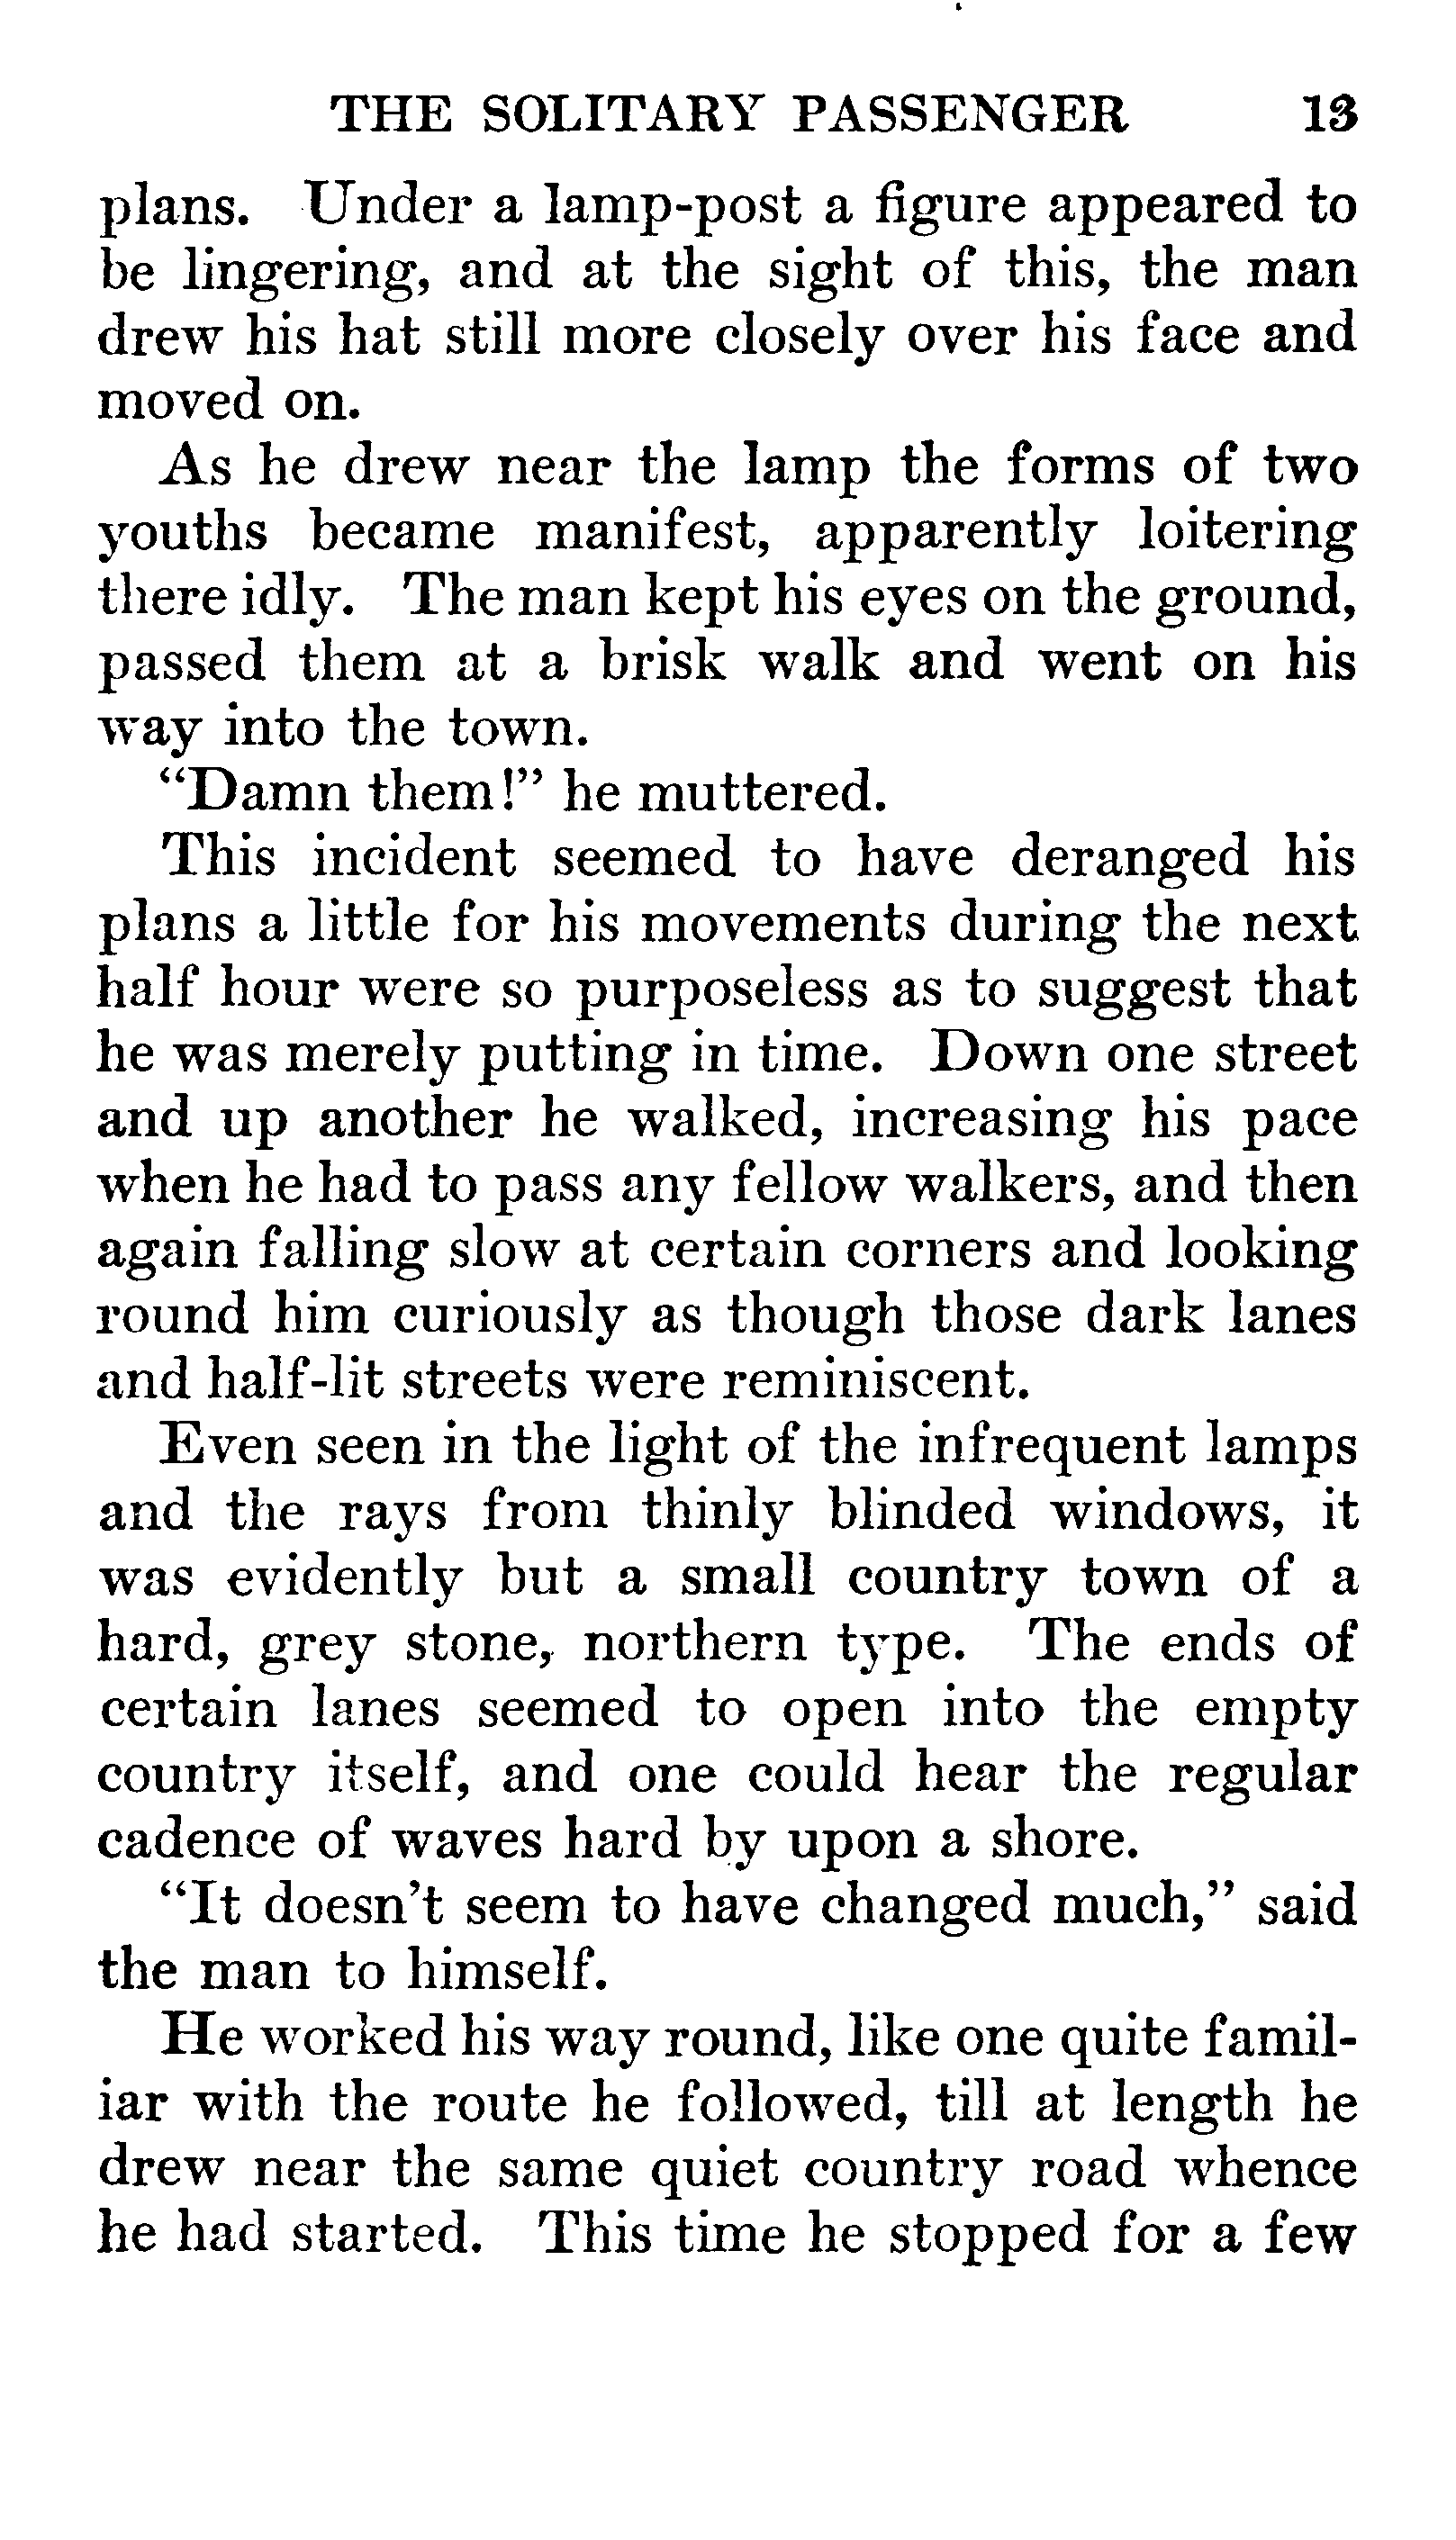 THE SOLITARY PASSENGER 13
plans. Under a lamp-post a figure appeared to
be lingering, and at the sight of this, the man
drew his hat still more closely over his face and
moved on.
As he drew near the lamp the forms of two
youths became manifest, apparently loitering
there idly. The man kept his eyes on the ground,
passed them at a brisk walk and went on his
way into the town.
“Damn them!” he muttered.
This incident seemed to have deranged his
plans a little for his movements during the next
half hour were so purposeless as to suggest that
he was merely putting in time. Down one street
and up another he walked, increasing his pace
when he had to pass any fellow walkers, and then
again falling slow at certain corners and looking
round him curiously as though those dark lanes
and half-lit streets were reminiscent.
Even seen in the light of the infrequent lamps
and the rays from thinly blinded windows, it
was evidently but a small country town of a
hard, grey stone, northern type. The ends of
certain lanes seemed to open into the empty
country itself, and one could hear the regular
cadence of waves hard by upon a shore.
“It doesn't seem to have changed much,” said
the man to himself.
He worked his way round, like one quite famil-
iar with the route he followed, till at length he
drew near the same quiet country road whence
he had started. This time he stopped for a few